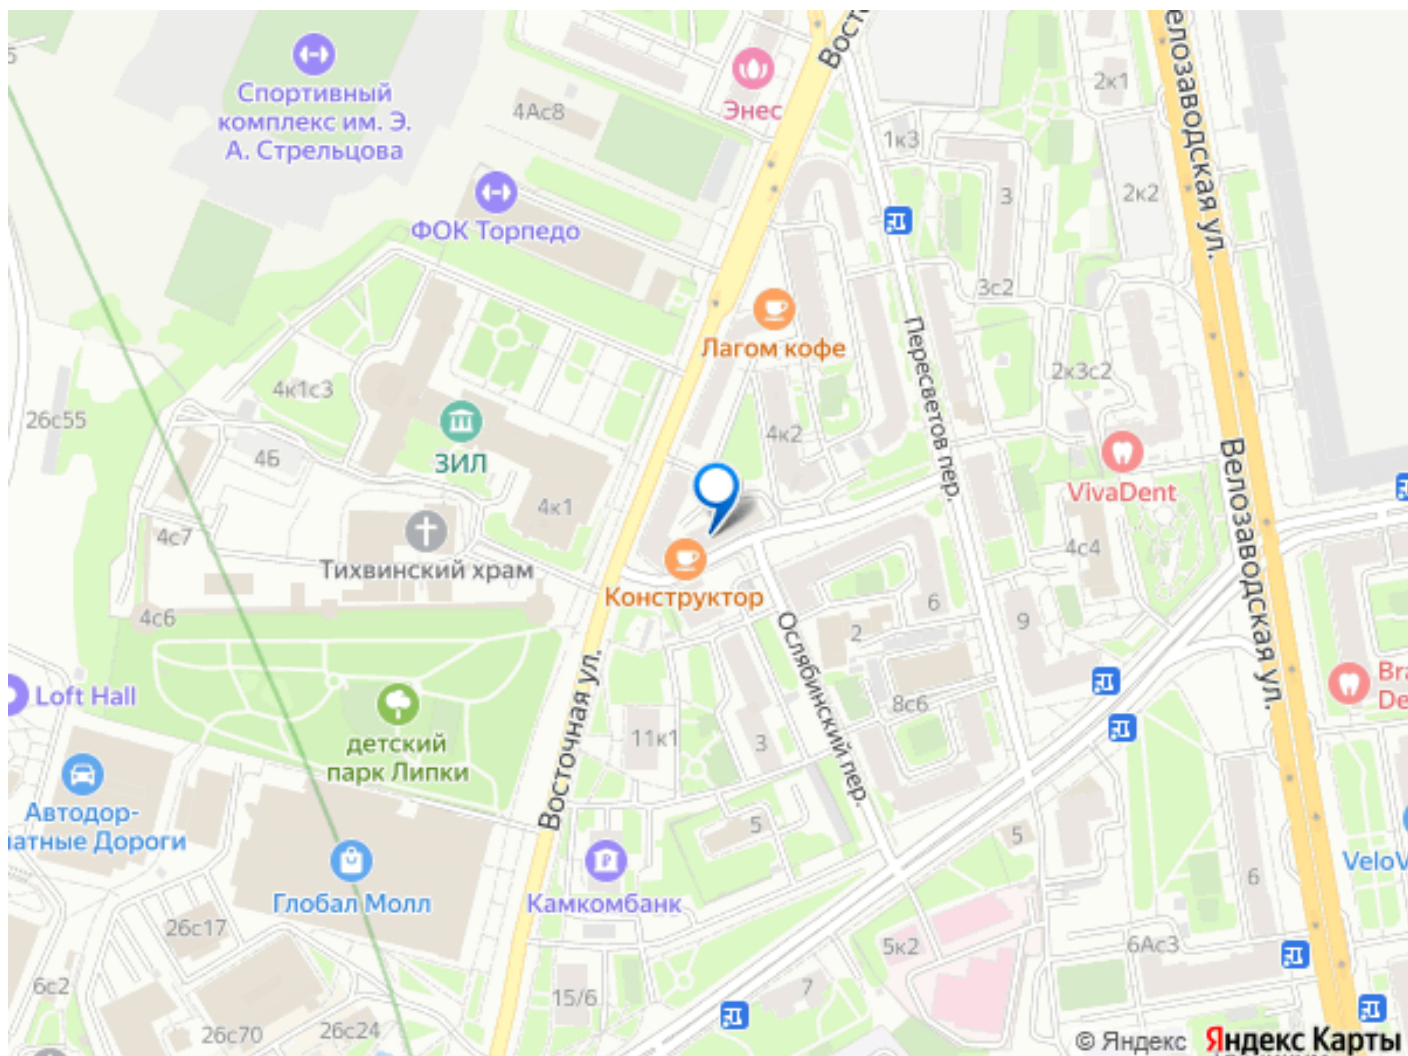 Спортивный
комплекс им. Э.
А. Стрельцова
4Ас8
Энес
2к1
1к3
3
2к2
Велозаводская ул.
ФОК Торпедо
3с2
Лагом кофе
Пересветов пер.
2к3с2
4к1с3
26с55
4к2
ЗИЛ
4Б
VivaDent
4к1
4с7
Тихвинский храм
4с4
Конструктор
4с6
6
2
9
Ослябинский пер.
Велозаводская ул.
Восточная ул.
Loft Hall
8с6
11к1
3
детский
парк Липки
Автодор-
5
5
Дороги
Глобал Молл
Камкомбанк
6
26с17
5к2
6Ас3
6с2
15/6
7
26с70
26с24
© Яндекс Яндекс Карты